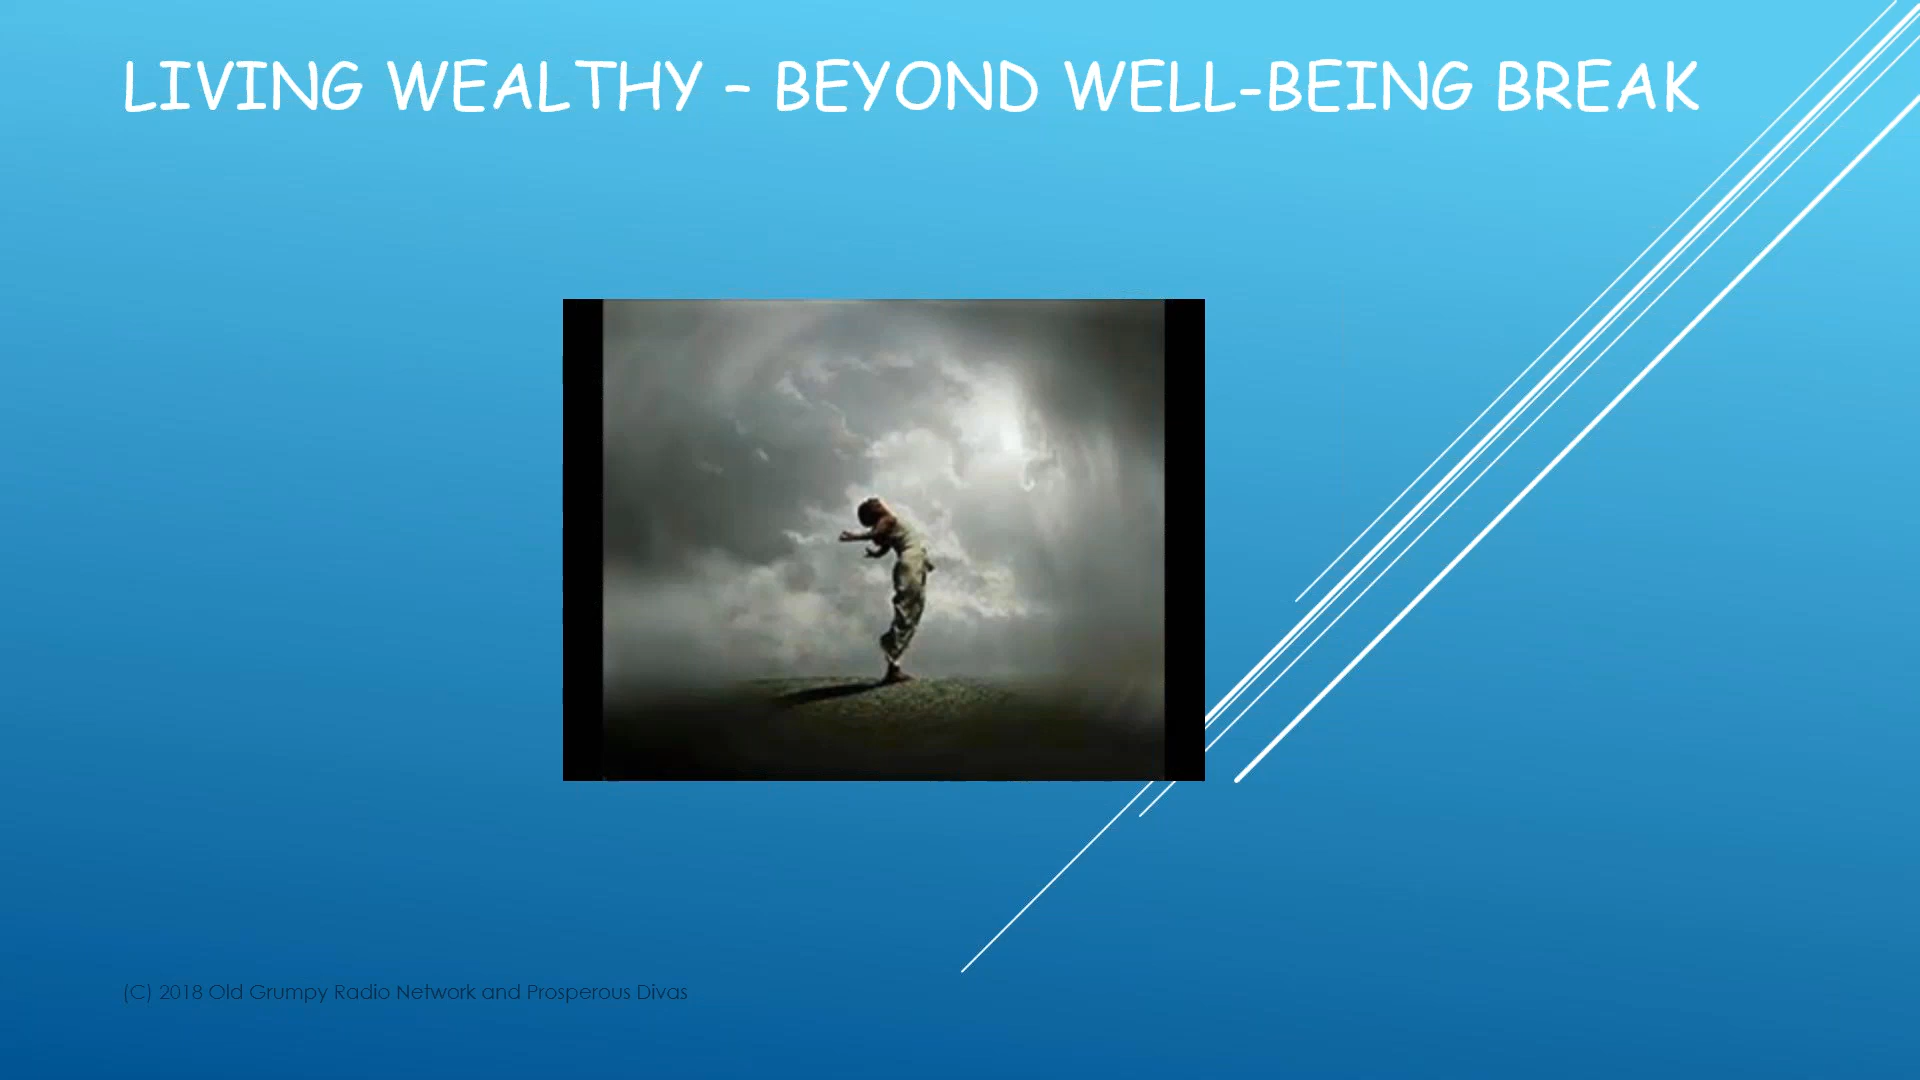 LIVING WEALTHY – BEYOND WELL-BEING BREAK
(C) 2018 Old Grumpy Radio Network and Prosperous Divas